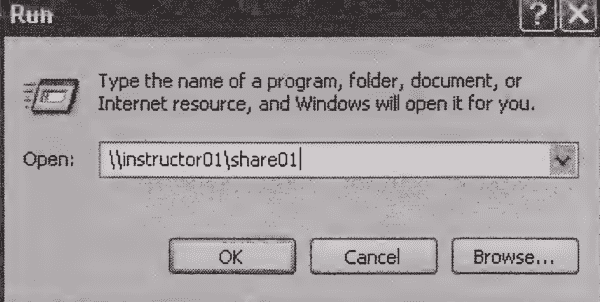 Run
Type the name of a program, folder, document, or
Internet resource, and Windows will open it for you.
Open: \\instructor01\share01
OK Cancel Browse...